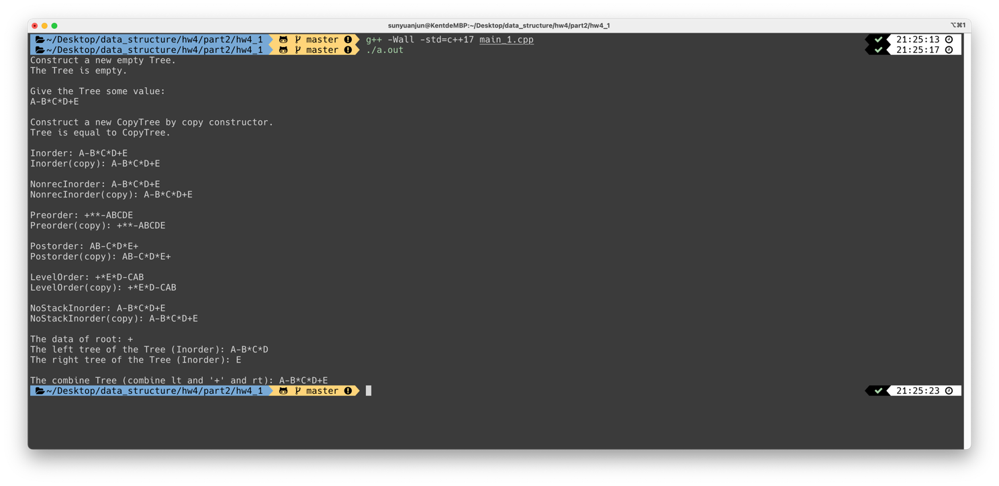 sunyuanjun@KentdeMBP:~/Desktop/data_structure/hw4/part2/hw4_1 ⌥⌘1
~/Desktop/data_structure/hw4/part2/hw4_1 master g++ -Wall -std=c++17 main_1.cpp ✔ 21:25:13
~/Desktop/data_structure/hw4/part2/hw4_1 master ./a.out ✔ 21:25:17
Construct a new empty Tree.
The Tree is empty.
Give the Tree some value:
A-B*C*D+E
Construct a new CopyTree by copy constructor.
Tree is equal to CopyTree.
Inorder: A-B*C*D+E
Inorder(copy): A-B*C*D+E
NonrecInorder: A-B*C*D+E
NonrecInorder(copy): A-B*C*D+E
Preorder: +**-ABCDE
Preorder(copy): +**-ABCDE
Postorder: AB-C*D*E+
Postorder(copy): AB-C*D*E+
LevelOrder: +*E*D-CAB
LevelOrder(copy): +*E*D-CAB
NoStackInorder: A-B*C*D+E
NoStackInorder(copy): A-B*C*D+E
The data of root: +
The left tree of the Tree (Inorder): A-B*C*D
The right tree of the Tree (Inorder): E
The combine Tree (combine lt and '+' and rt): A-B*C*D+E
~/Desktop/data_structure/hw4/part2/hw4_1 master ✔ 21:25:23